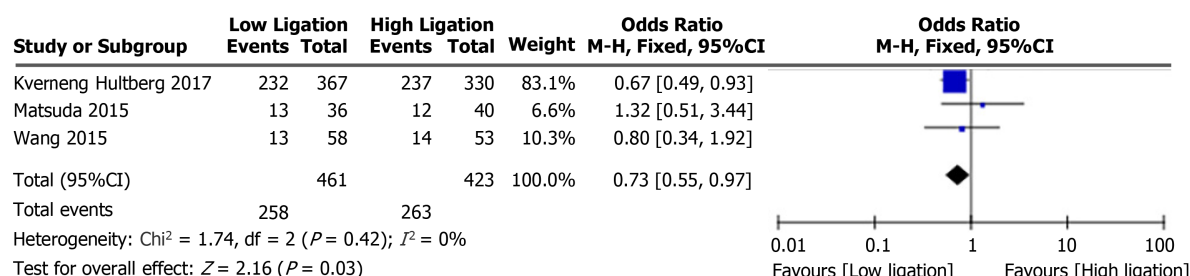 Low Ligation High Ligation Odds Ratio Odds Ratio
Study or Subgroup Events Total Events Total Weight M-H, Fixed, 95%CI M-H, Fixed, 95%CI
Kverneng Hultberg 2017 232 367 237 330 83.1% 0.67 [0.49, 0.93]
Matsuda 2015 13 36 12 40 6.6% 1.32 [0.51, 3.44]
Wang 2015 13 58 14 53 10.3% 0.80 [0.34, 1.92]
Total (95%CI) 461 423 100.0% 0.73 [0.55, 0.97]
Total events 258 263
Heterogeneity: Chi² = 1.74, df = 2 (P = 0.42); I² = 0%
Test for overall effect: Z = 2.16 (P = 0.03)
0.01 0.1 1 10 100
Favours [Low ligation] Favours [High ligation]